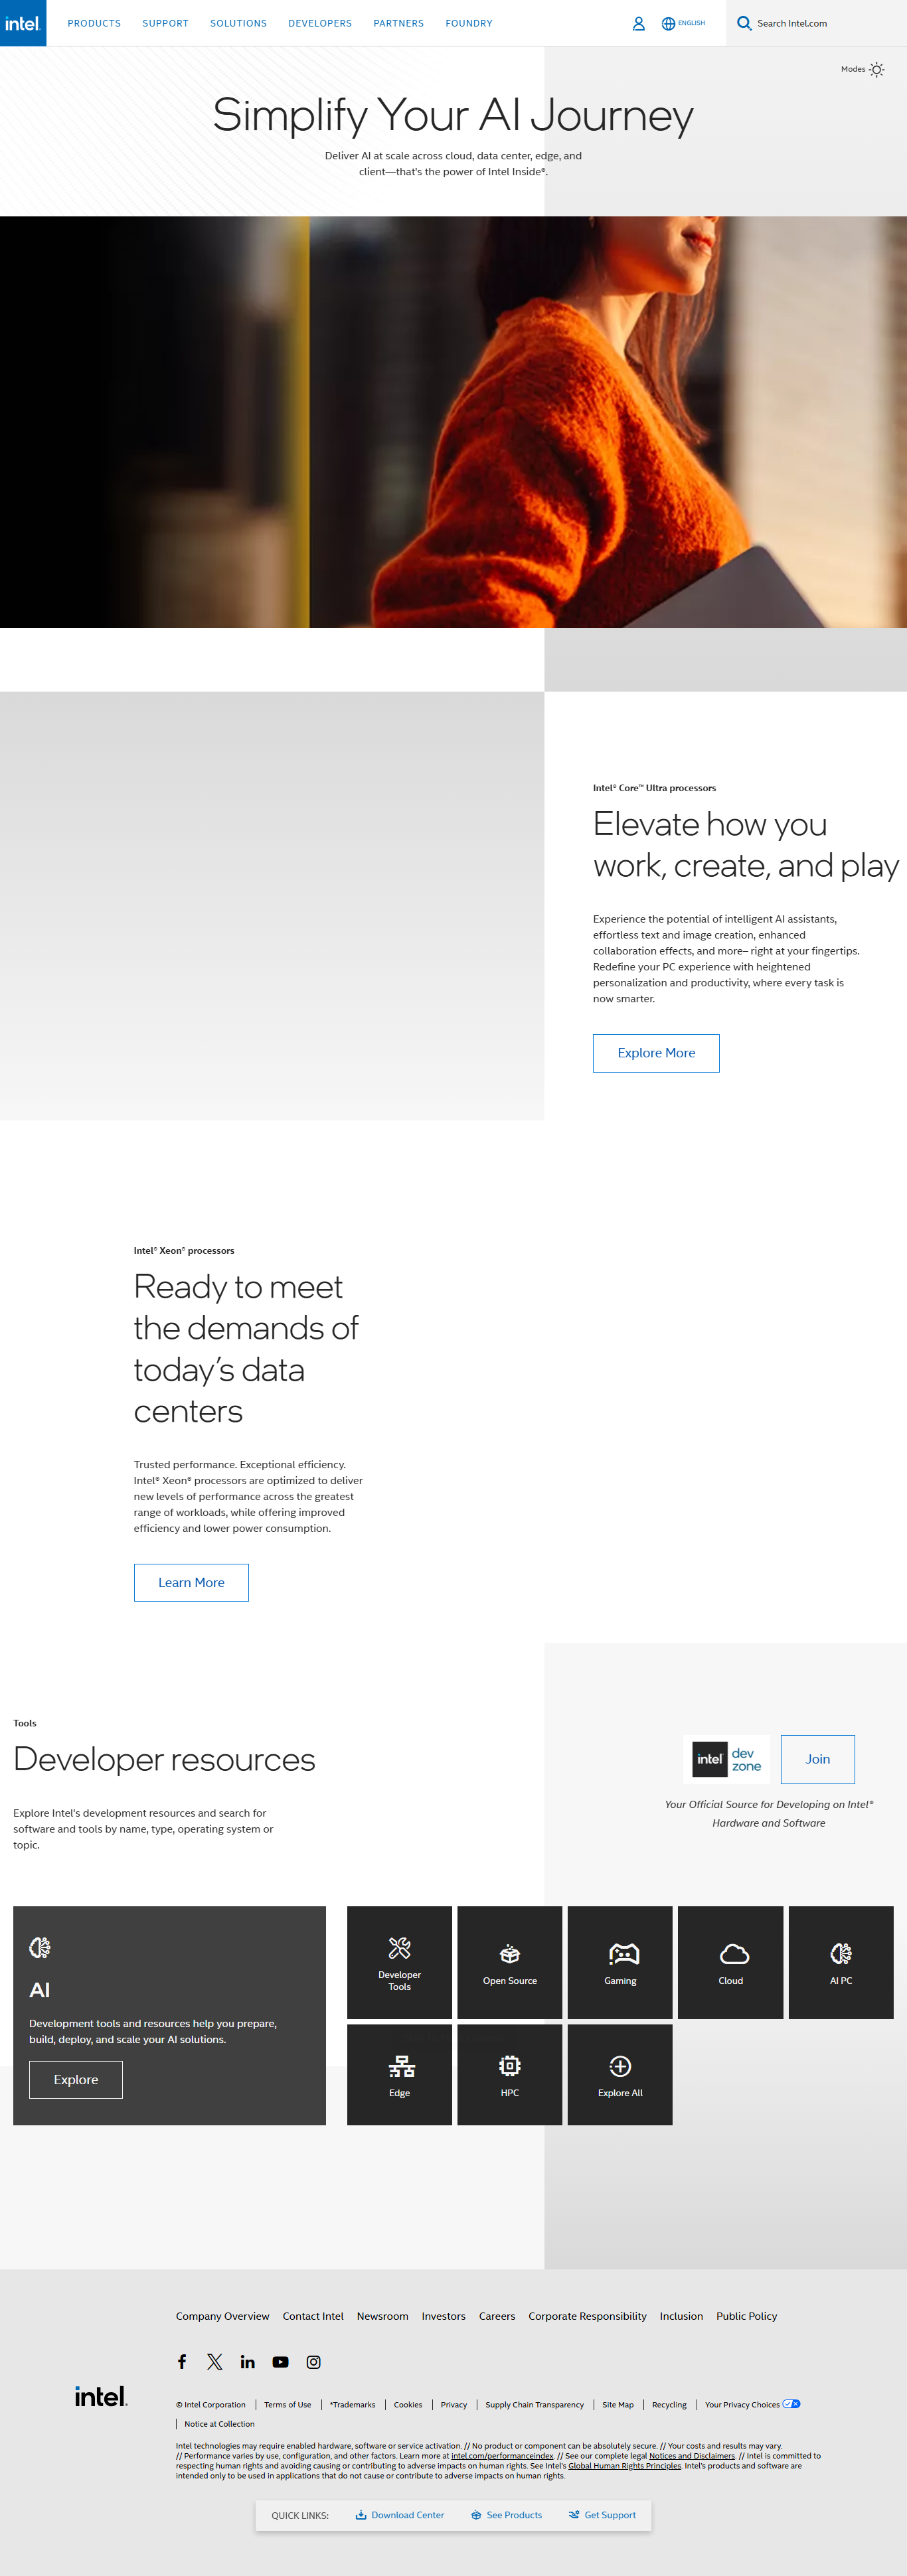 intel.
PRODUCTS
SUPPORT
SOLUTIONS
DEVELOPERS
PARTNERS
FOUNDRY
ENGLISH
Search Intel.com
Modes
Simplify Your AI Journey
Deliver AI at scale across cloud, data center, edge, and
client—that's the power of Intel Inside®.
Intel® Core™ Ultra processors
Elevate how you
work, create, and play
Experience the potential of intelligent AI assistants,
effortless text and image creation, enhanced
collaboration effects, and more– right at your fingertips.
Redefine your PC experience with heightened
personalization and productivity, where every task is
now smarter.
Explore More
Intel® Xeon® processors
Ready to meet
the demands of
today's data
centers
Trusted performance. Exceptional efficiency.
Intel® Xeon® processors are optimized to deliver
new levels of performance across the greatest
range of workloads, while offering improved
efficiency and lower power consumption.
Learn More
Tools
Developer resources
Explore Intel's development resources and search for
software and tools by name, type, operating system or
topic.
intel.
dev
zone
Join
Your Official Source for Developing on Intel®
Hardware and Software
AI
Development tools and resources help you prepare,
build, deploy, and scale your AI solutions.
Explore
Developer
Tools
Open Source
Gaming
Cloud
AI PC
Edge
HPC
Explore All
Company Overview
Contact Intel
Newsroom
Investors
Careers
Corporate Responsibility
Inclusion
Public Policy
intel.
© Intel Corporation
Terms of Use
*Trademarks
Cookies
Privacy
Supply Chain Transparency
Site Map
Recycling
Your Privacy Choices
Notice at Collection
Intel technologies may require enabled hardware, software or service activation. // No product or component can be absolutely secure. // Your costs and results may vary.
// Performance varies by use, configuration, and other factors. Learn more at intel.com/performanceindex. // See our complete legal Notices and Disclaimers. // Intel is committed to
respecting human rights and avoiding causing or contributing to adverse impacts on human rights. See Intel's Global Human Rights Principles. Intel's products and software are
intended only to be used in applications that do not cause or contribute to adverse impacts on human rights.
QUICK LINKS:
Download Center
See Products
Get Support